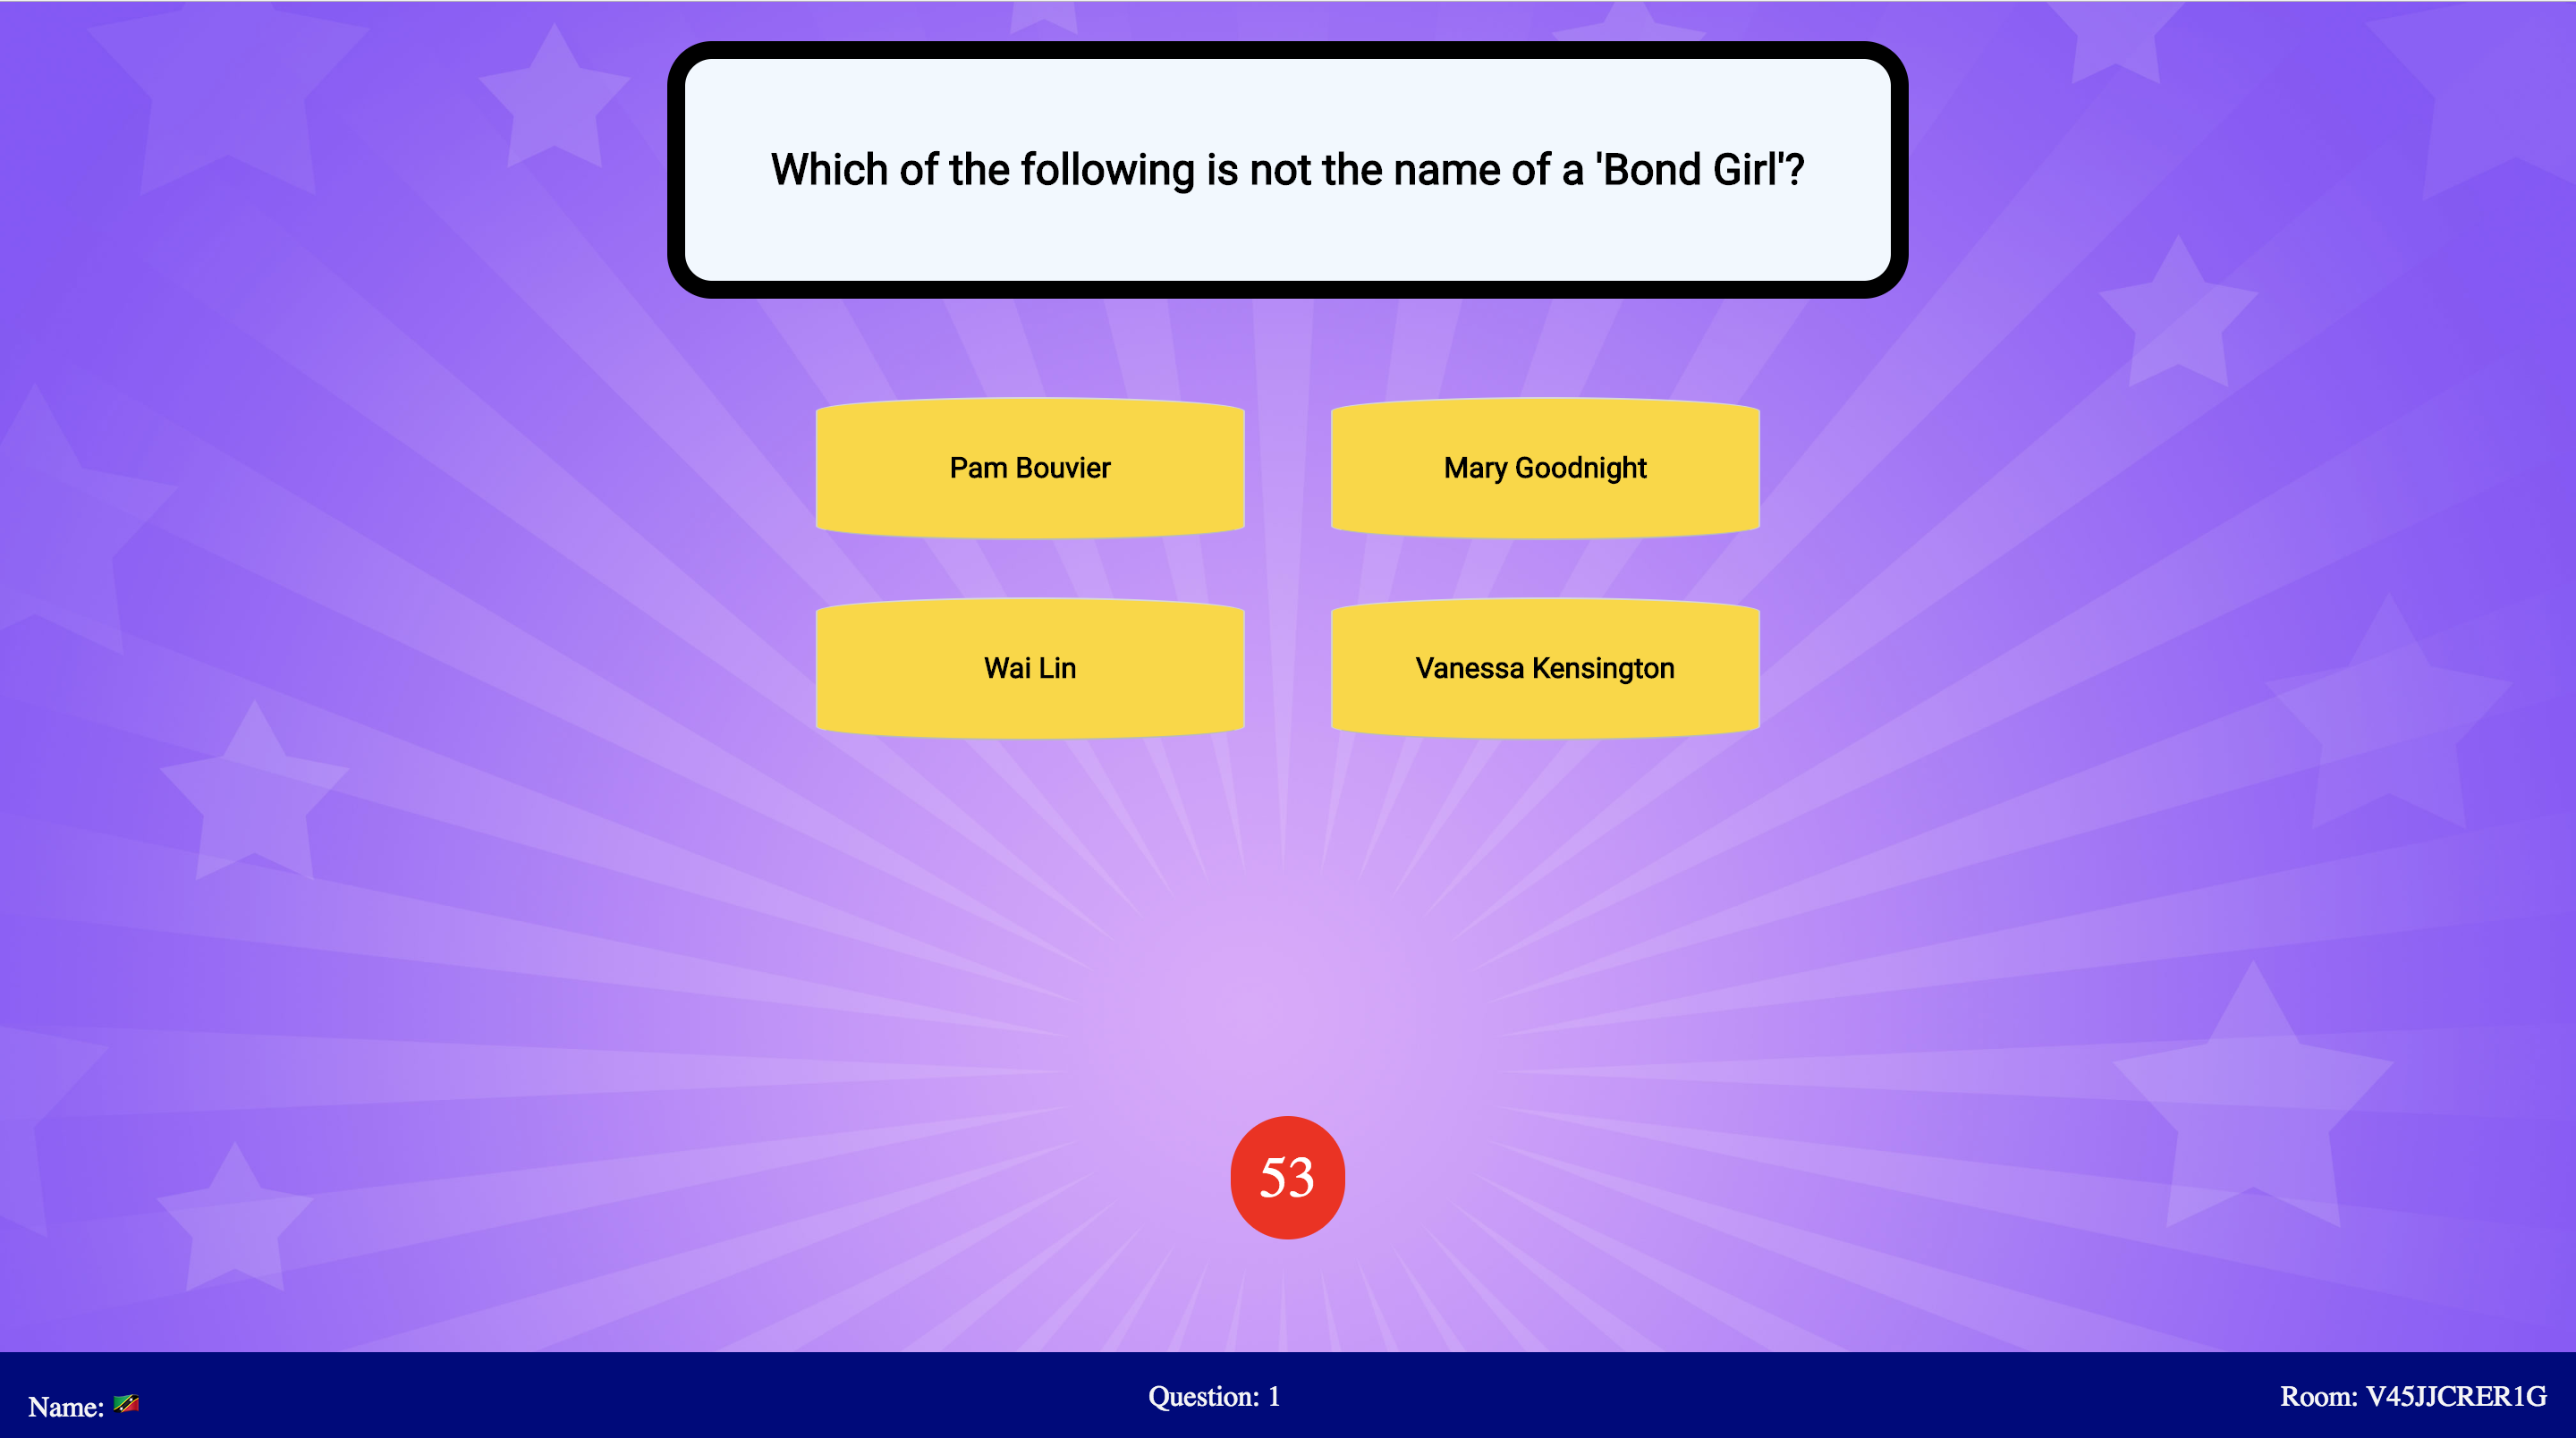 Which of the following is not the name of a 'Bond Girl'?
Pam Bouvier
Mary Goodnight
Wai Lin
Vanessa Kensington
53
Name: 🇰🇳
Question: 1
Room: V45JJCRER1G